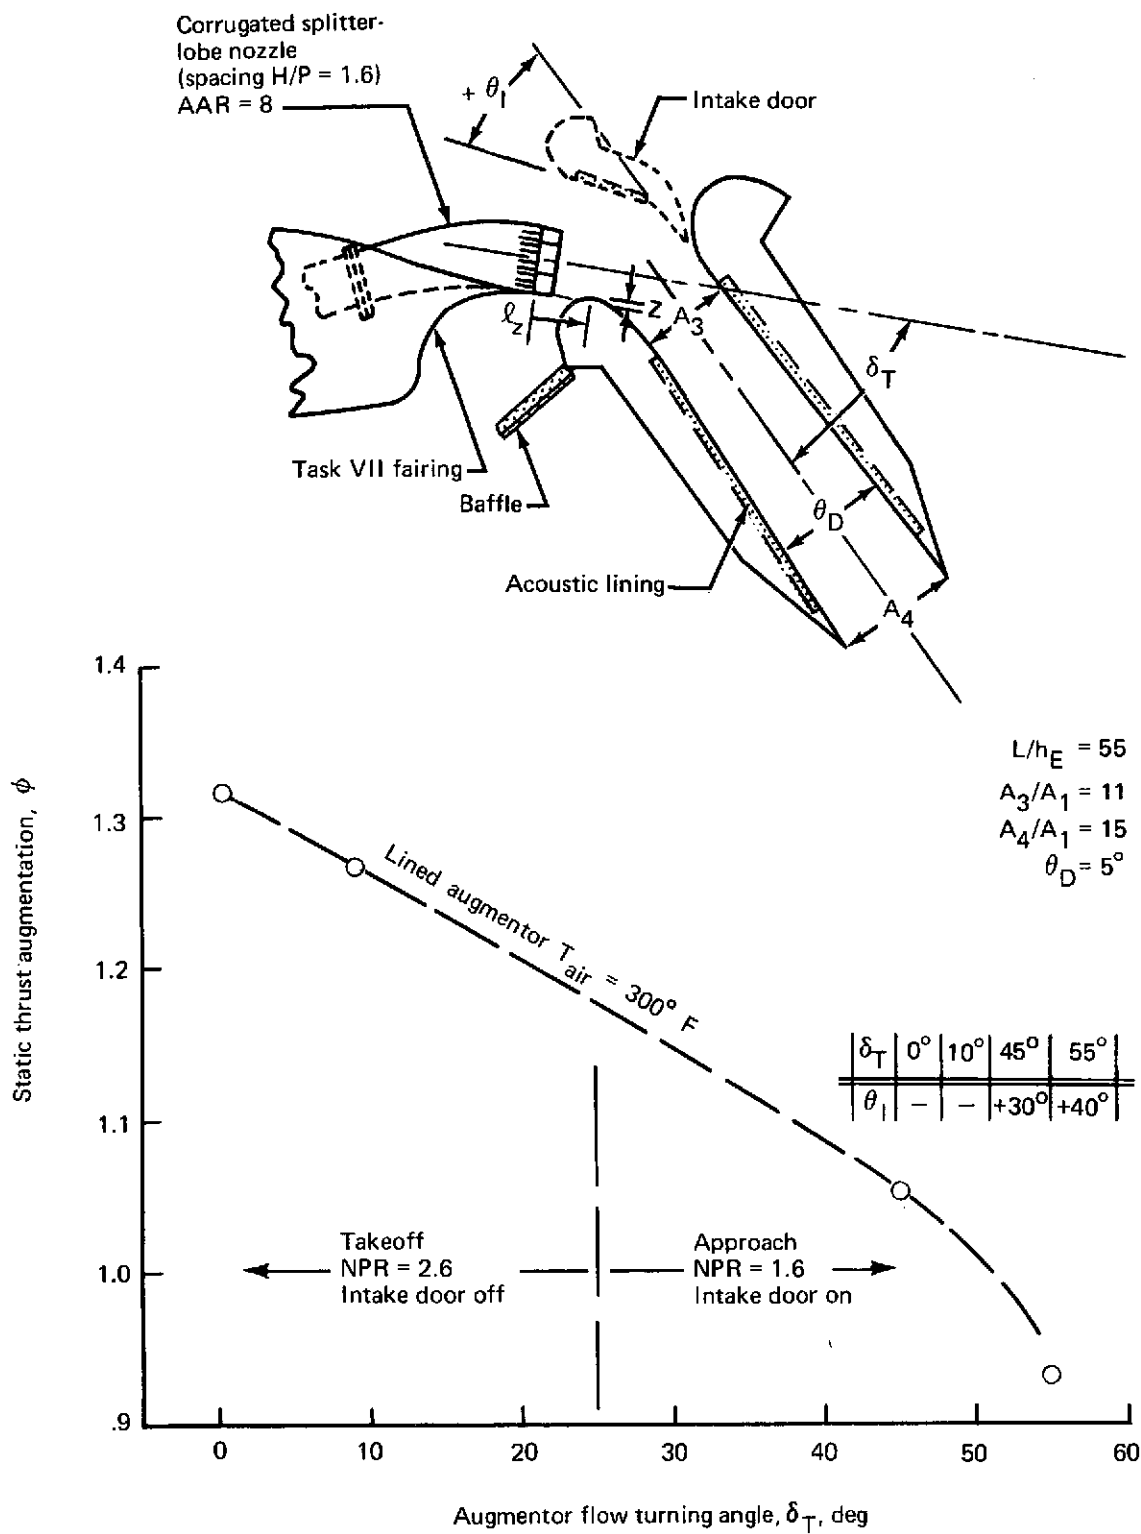 Corrugated splitter-
lobe nozzle
(spacing H/P = 1.6)
AAR = 8
+ θI
Intake door
ℓz
z
A3
δT
Task VII fairing
Baffle
θD
Acoustic lining
A4
1.4
1.3
1.2
1.1
1.0
.9
Static thrust augmentation, ϕ
L/hE = 55
A3/A1 = 11
A4/A1 = 15
θD = 5°
Lined augmentor Tair = 300° F
δT 0° 10° 45° 55°
θI – – +30° +40°
Takeoff
NPR = 2.6
Intake door off
Approach
NPR = 1.6
Intake door on
0 10 20 30 40 50 60
Augmentor flow turning angle, δT, deg